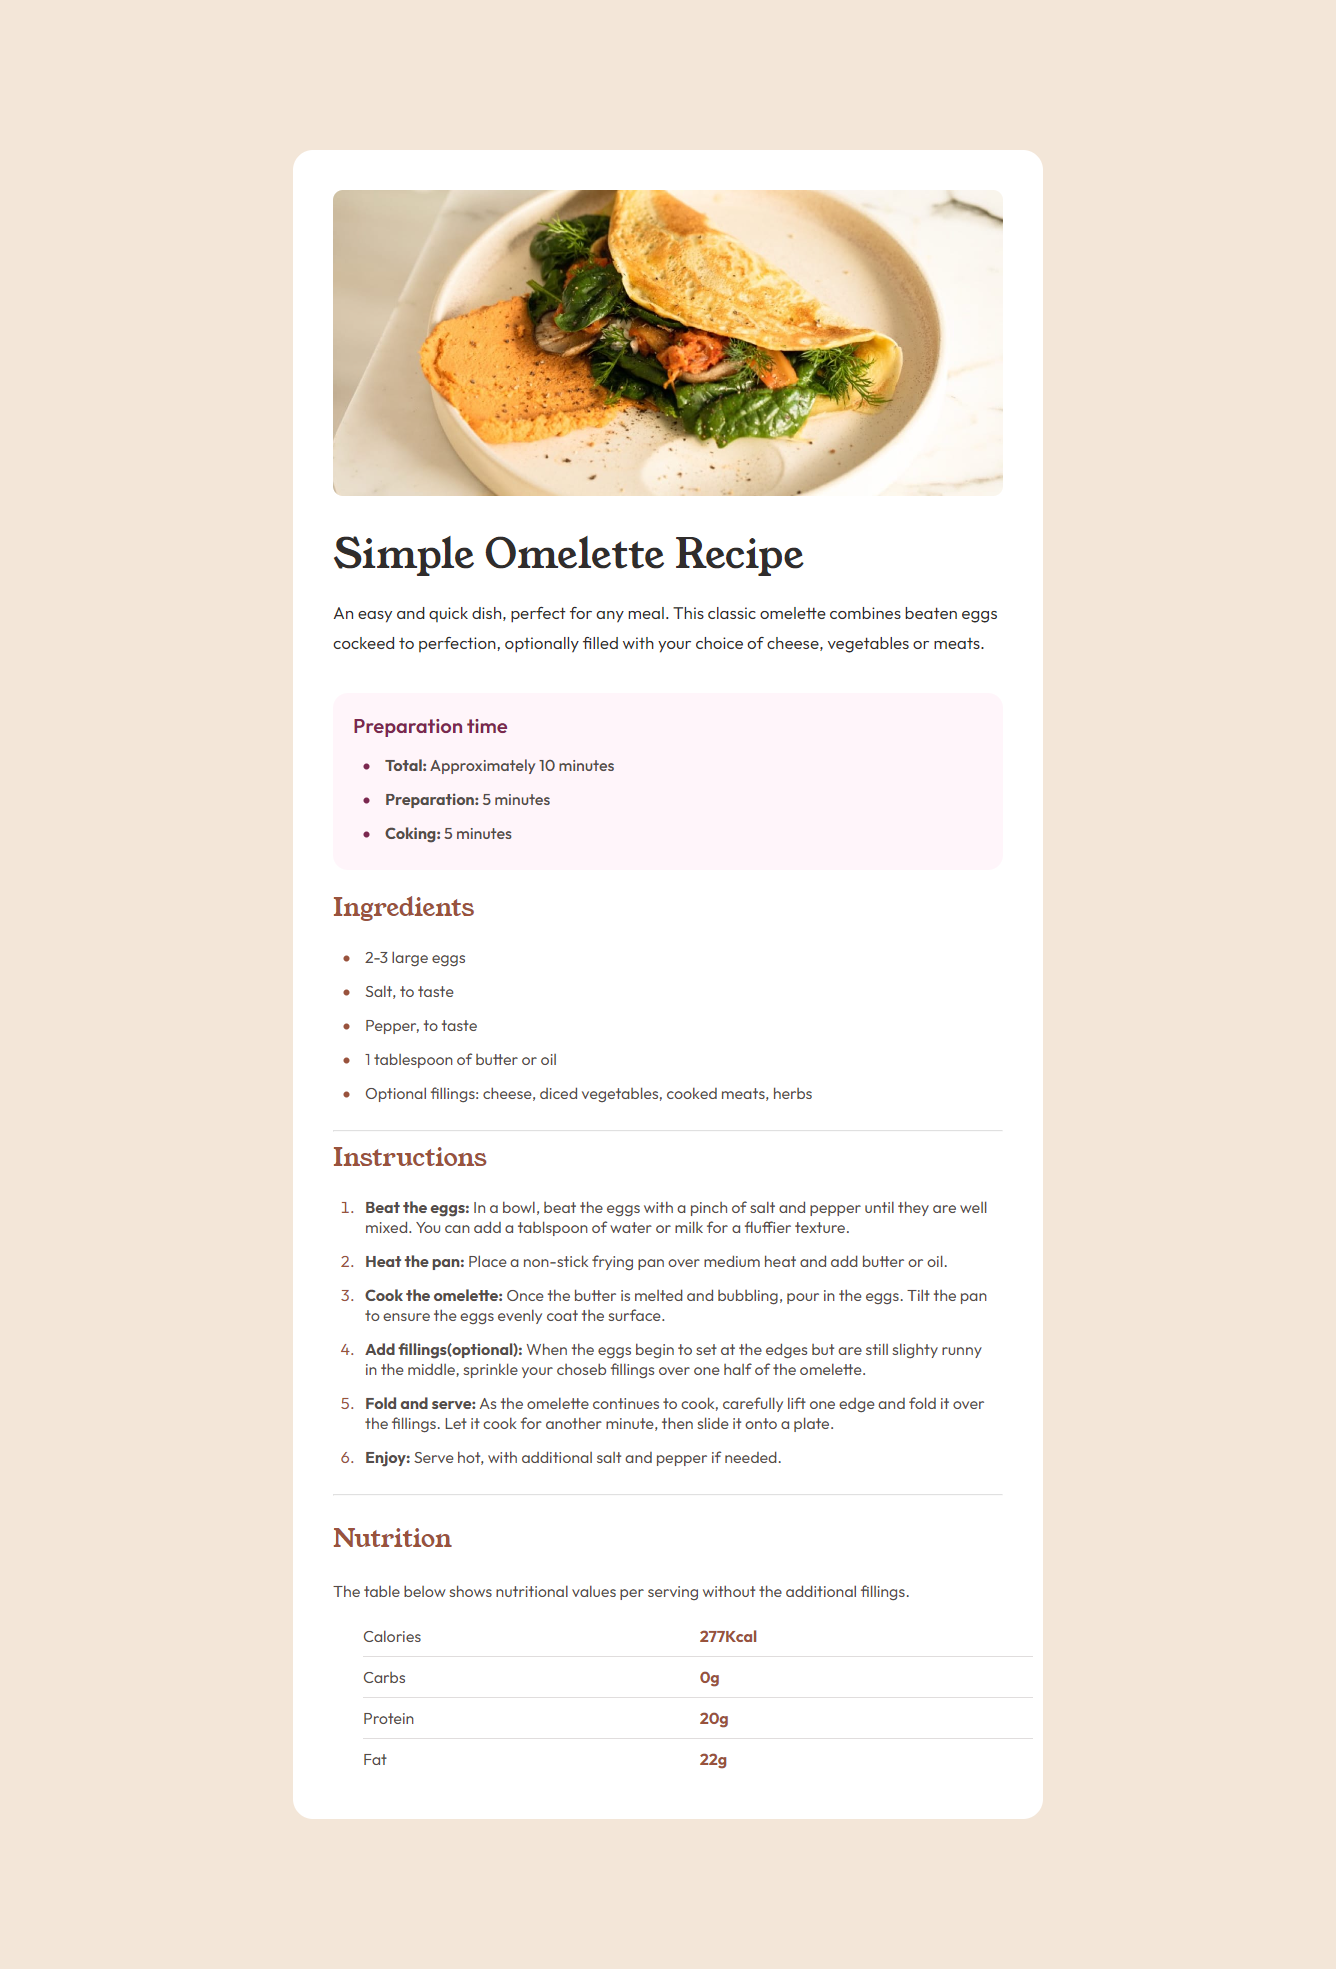 Simple Omelette Recipe
An easy and quick dish, perfect for any meal. This classic omelette combines beaten eggs
cockeed to perfection, optionally filled with your choice of cheese, vegetables or meats.
Preparation time
• Total: Approximately 10 minutes
• Preparation: 5 minutes
• Coking: 5 minutes
Ingredients
• 2-3 large eggs
• Salt, to taste
• Pepper, to taste
• 1 tablespoon of butter or oil
• Optional fillings: cheese, diced vegetables, cooked meats, herbs
Instructions
1. Beat the eggs: In a bowl, beat the eggs with a pinch of salt and pepper until they are well
mixed. You can add a tablspoon of water or milk for a fluffier texture.
2. Heat the pan: Place a non-stick frying pan over medium heat and add butter or oil.
3. Cook the omelette: Once the butter is melted and bubbling, pour in the eggs. Tilt the pan
to ensure the eggs evenly coat the surface.
4. Add fillings(optional): When the eggs begin to set at the edges but are still slighty runny
in the middle, sprinkle your choseb fillings over one half of the omelette.
5. Fold and serve: As the omelette continues to cook, carefully lift one edge and fold it over
the fillings. Let it cook for another minute, then slide it onto a plate.
6. Enjoy: Serve hot, with additional salt and pepper if needed.
Nutrition
The table below shows nutritional values per serving without the additional fillings.
Calories 277Kcal
Carbs 0g
Protein 20g
Fat 22g